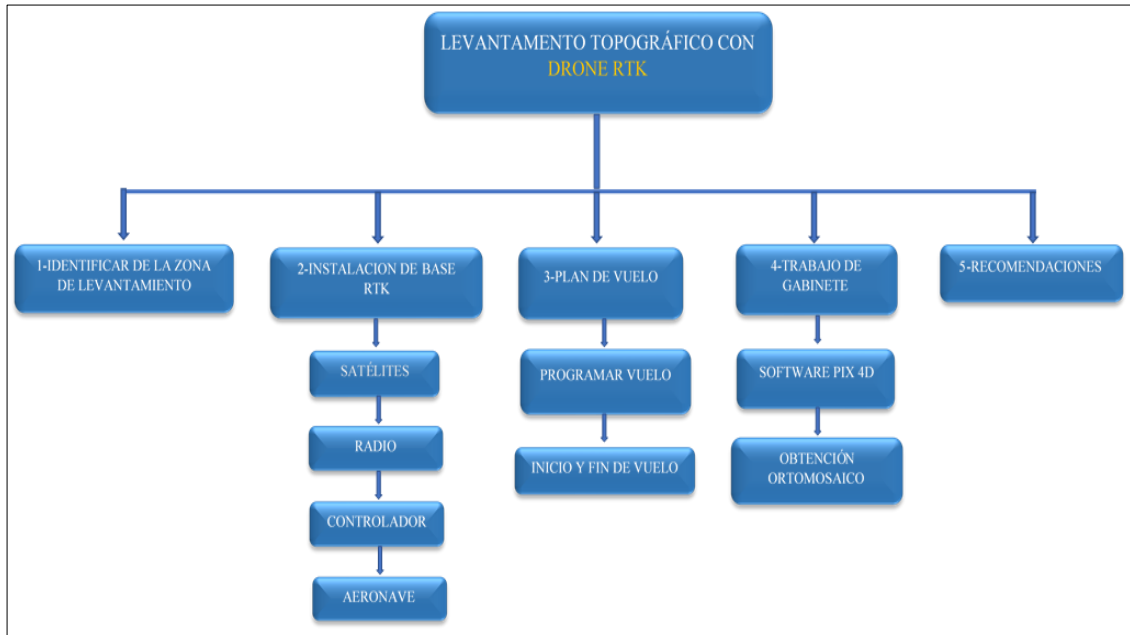 LEVANTAMENTO TOPOGRÁFICO CON
DRONE RTK
1-IDENTIFICAR DE LA ZONA
DE LEVANTAMIENTO
2-INSTALACION DE BASE
RTK
SATÉLITES
RADIO
CONTROLADOR
AERONAVE
3-PLAN DE VUELO
PROGRAMAR VUELO
INICIO Y FIN DE VUELO
4-TRABAJO DE
GABINETE
SOFTWARE PIX 4D
OBTENCIÓN
ORTOMOSAICO
5-RECOMENDACIONES